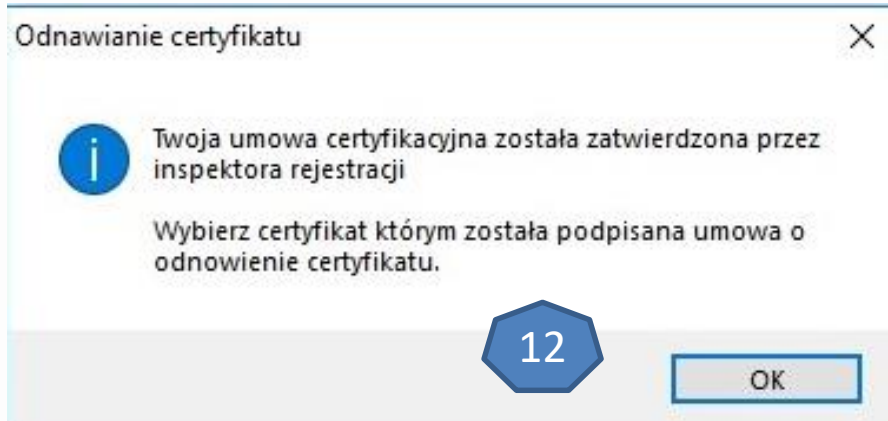 Odnawianie certyfikatu
Twoja umowa certyfikacyjna została zatwierdzona przez
inspektora rejestracji
Wybierz certyfikat którym została podpisana umowa o
odnowienie certyfikatu.
12
OK